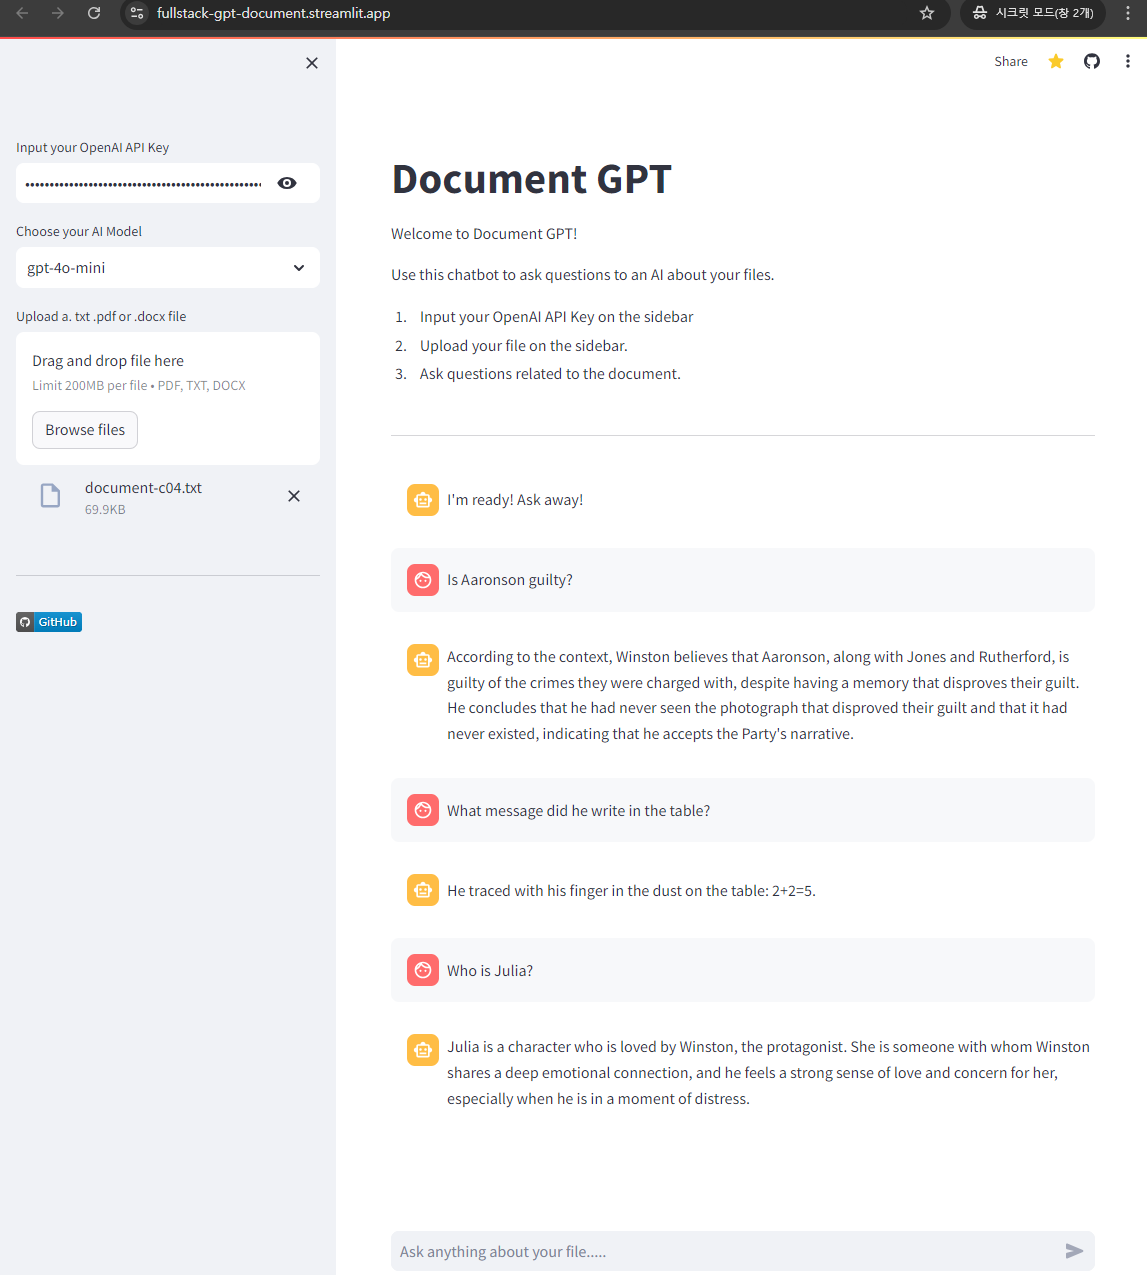 fullstack-gpt-document.streamlit.app
시크릿 모드(창 2개)
Share
Input your OpenAI API Key
Choose your AI Model
gpt-4o-mini
Upload a. txt .pdf or .docx file
Drag and drop file here
Limit 200MB per file • PDF, TXT, DOCX
Browse files
document-c04.txt
69.9KB
GitHub
Document GPT
Welcome to Document GPT!
Use this chatbot to ask questions to an AI about your files.
1. Input your OpenAI API Key on the sidebar
2. Upload your file on the sidebar.
3. Ask questions related to the document.
I'm ready! Ask away!
Is Aaronson guilty?
According to the context, Winston believes that Aaronson, along with Jones and Rutherford, is
guilty of the crimes they were charged with, despite having a memory that disproves their guilt.
He concludes that he had never seen the photograph that disproved their guilt and that it had
never existed, indicating that he accepts the Party's narrative.
What message did he write in the table?
He traced with his finger in the dust on the table: 2+2=5.
Who is Julia?
Julia is a character who is loved by Winston, the protagonist. She is someone with whom Winston
shares a deep emotional connection, and he feels a strong sense of love and concern for her,
especially when he is in a moment of distress.
Ask anything about your file.....